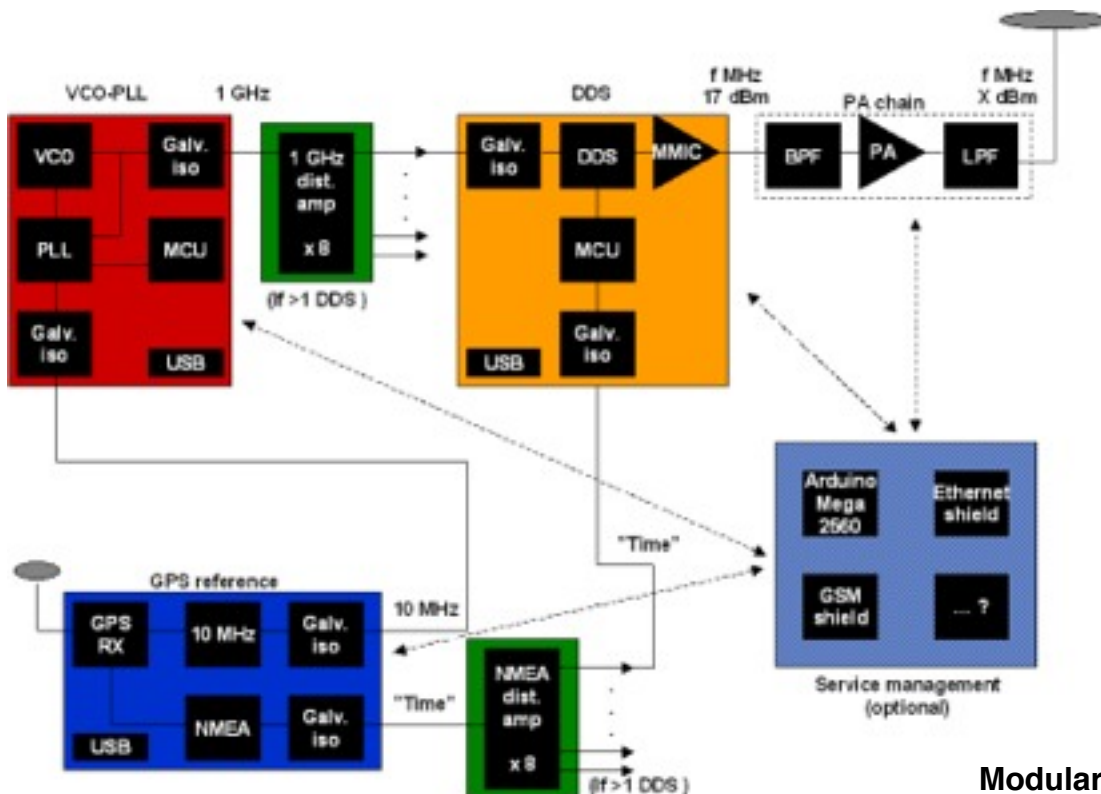 VCO-PLL
1 GHz
DDS
f MHz
17 dBm
PA chain
f MHz
X dBm
VCO
Galv.
iso
PLL
MCU
Galv.
iso
USB
1 GHz
dist.
amp
x 8
(If >1 DDS )
Galv.
iso
DDS
MMIC
MCU
USB
Galv.
iso
BPF
PA
LPF
Arduino
Mega
2560
Ethernet
shield
GSM
shield
.... ?
Service management
(optional)
GPS reference
GPS
RX
10 MHz
Galv.
iso
10 MHz
NMEA
Galv.
iso
USB
"Time"
"Time"
NMEA
dist.
amp
x 8
(If >1 DDS )
Modular